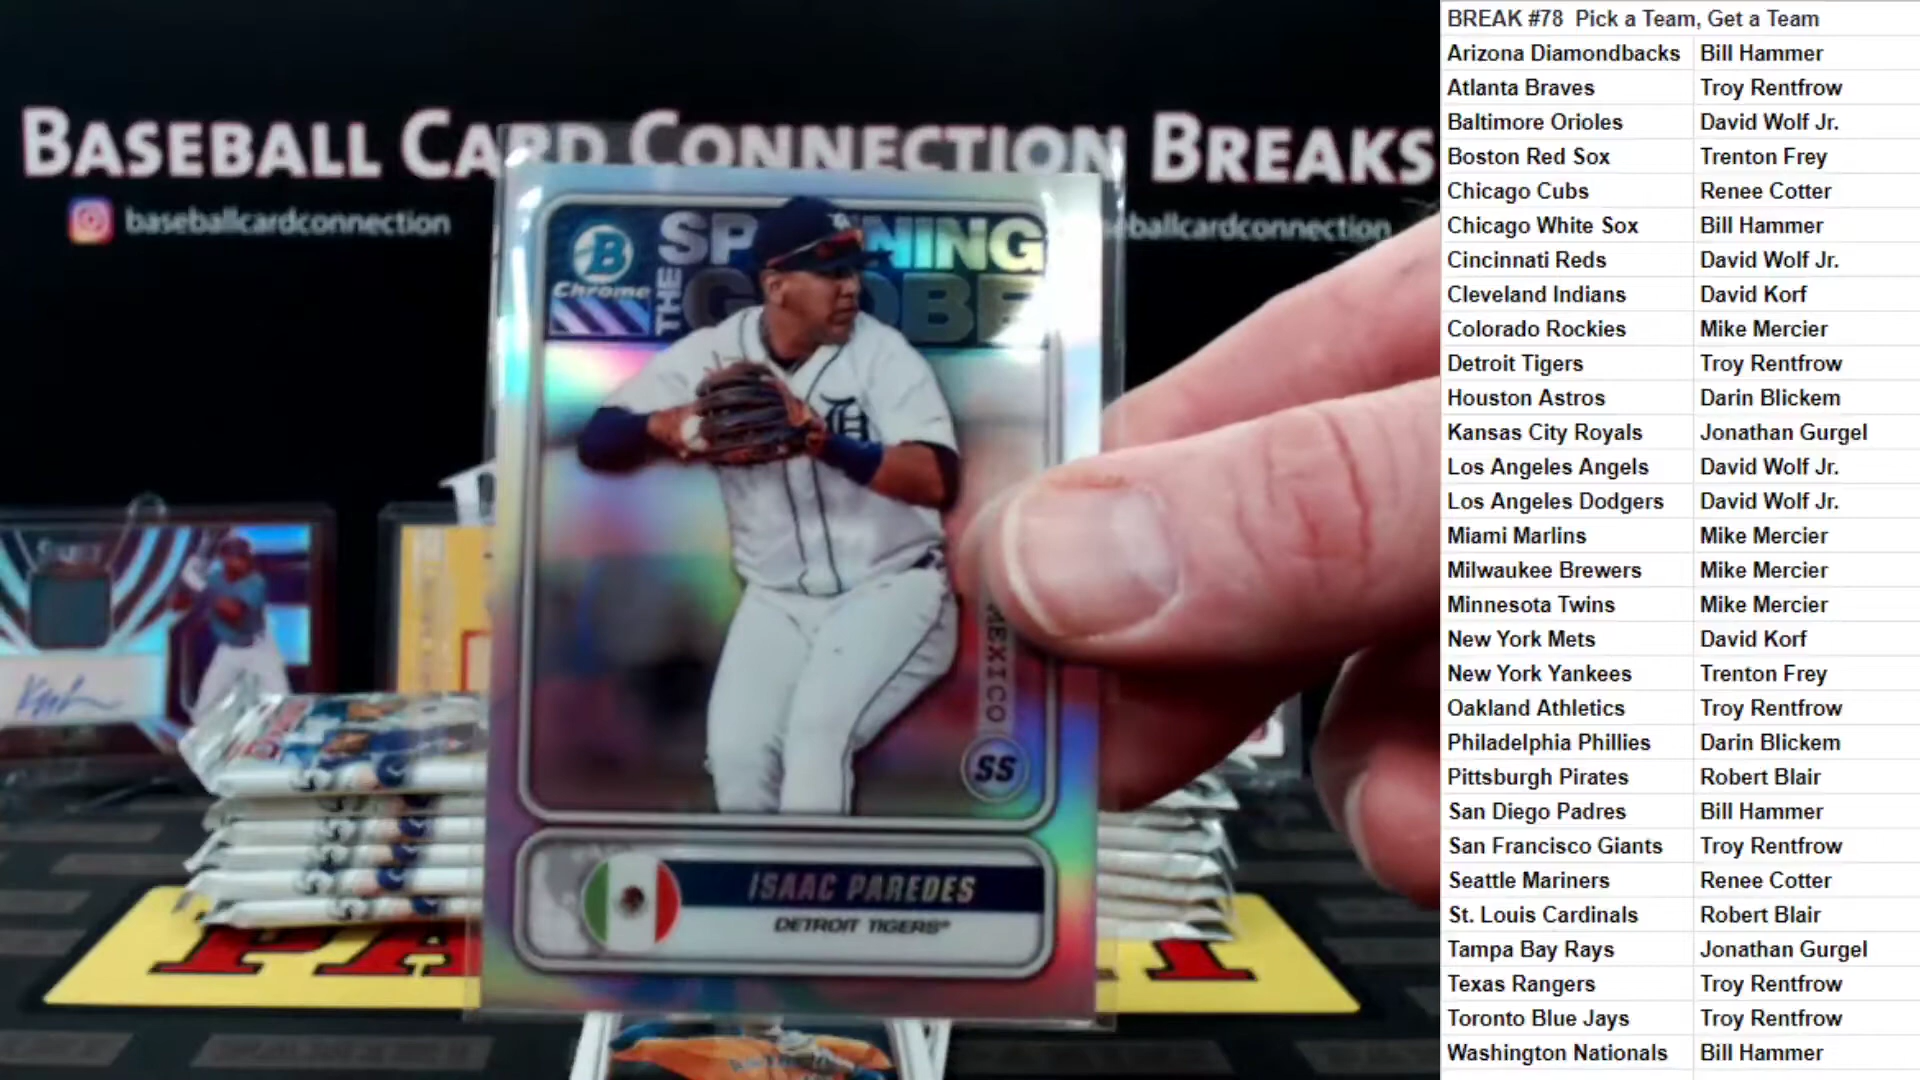 BASEBALL CARD CONNECTION BREAKS
baseballcardconnection
eballcardconnection
B
Chrome
THE
SPINNING
GLOBE
MEXICO
SS
ISAAC PAREDES
DETROIT TIGERS
BREAK #78 Pick a Team, Get a Team
Arizona Diamondbacks Bill Hammer
Atlanta Braves Troy Rentfrow
Baltimore Orioles David Wolf Jr.
Boston Red Sox Trenton Frey
Chicago Cubs Renee Cotter
Chicago White Sox Bill Hammer
Cincinnati Reds David Wolf Jr.
Cleveland Indians David Korf
Colorado Rockies Mike Mercier
Detroit Tigers Troy Rentfrow
Houston Astros Darin Blickem
Kansas City Royals Jonathan Gurgel
Los Angeles Angels David Wolf Jr.
Los Angeles Dodgers David Wolf Jr.
Miami Marlins Mike Mercier
Milwaukee Brewers Mike Mercier
Minnesota Twins Mike Mercier
New York Mets David Korf
New York Yankees Trenton Frey
Oakland Athletics Troy Rentfrow
Philadelphia Phillies Darin Blickem
Pittsburgh Pirates Robert Blair
San Diego Padres Bill Hammer
San Francisco Giants Troy Rentfrow
Seattle Mariners Renee Cotter
St. Louis Cardinals Robert Blair
Tampa Bay Rays Jonathan Gurgel
Texas Rangers Troy Rentfrow
Toronto Blue Jays Troy Rentfrow
Washington Nationals Bill Hammer